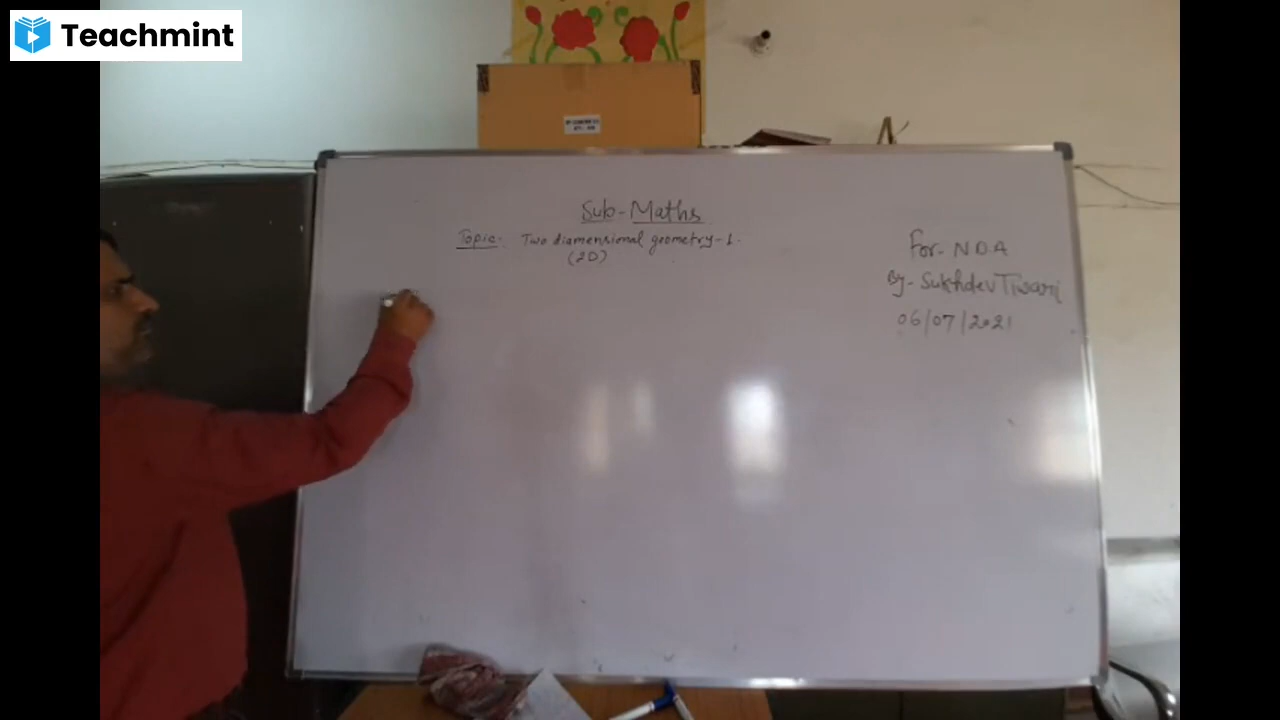 Teachmint
Sub-Maths
Topic- Two diamensional geometry-1.
(2D)
For- N.D.A
By- Sukhdev Tiwari
06/07/2021